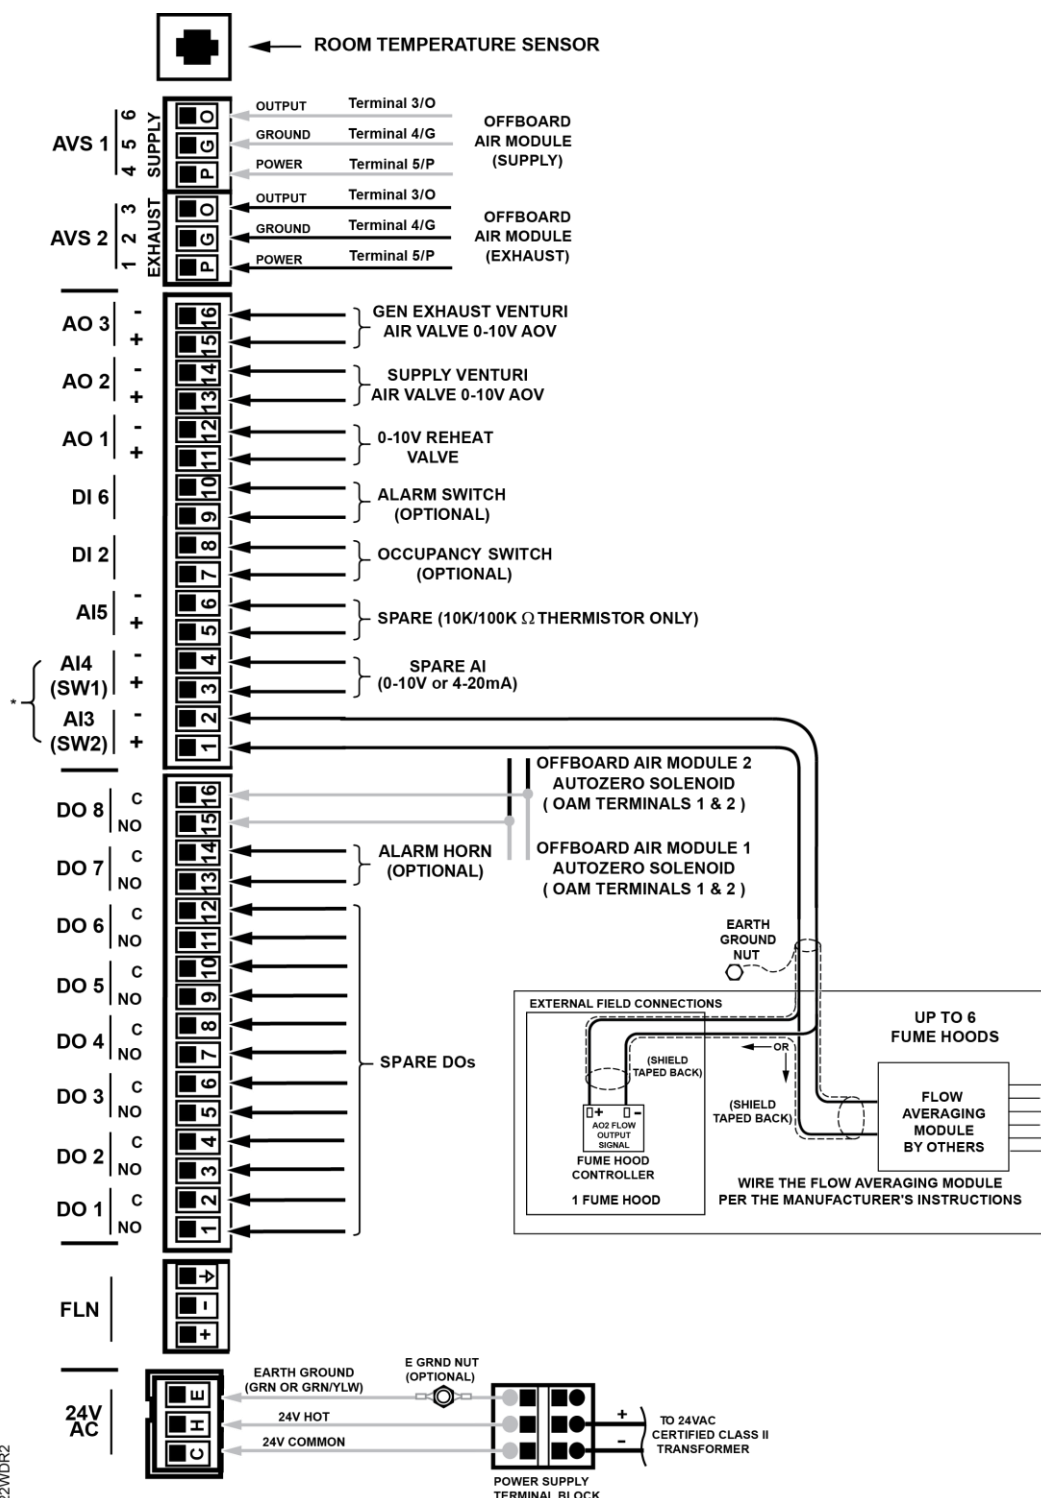 ROOM TEMPERATURE SENSOR
AVS 1
SUPPLY
4 5 6
O
G
P
OUTPUT Terminal 3/O
GROUND Terminal 4/G
POWER Terminal 5/P
OFFBOARD
AIR MODULE
(SUPPLY)
AVS 2
EXHAUST
1 2 3
O
G
P
OUTPUT Terminal 3/O
GROUND Terminal 4/G
POWER Terminal 5/P
OFFBOARD
AIR MODULE
(EXHAUST)
AO 3 - 16
+ 15
GEN EXHAUST VENTURI
AIR VALVE 0-10V AOV
AO 2 - 14
+ 13
SUPPLY VENTURI
AIR VALVE 0-10V AOV
AO 1 - 12
+ 11
0-10V REHEAT
VALVE
DI 6 10
9
ALARM SWITCH
(OPTIONAL)
DI 2 8
7
OCCUPANCY SWITCH
(OPTIONAL)
AI5 - 6
+ 5
SPARE (10K/100K Ω THERMISTOR ONLY)
*
AI4 - 4
(SW1) + 3
SPARE AI
(0-10V or 4-20mA)
AI3 - 2
(SW2) + 1
DO 8 C 16
NO 15
OFFBOARD AIR MODULE 2
AUTOZERO SOLENOID
( OAM TERMINALS 1 & 2 )
OFFBOARD AIR MODULE 1
AUTOZERO SOLENOID
( OAM TERMINALS 1 & 2 )
DO 7 C 14
NO 13
ALARM HORN
(OPTIONAL)
DO 6 C 12
NO 11
DO 5 C 10
NO 9
DO 4 C 8
NO 7
DO 3 C 6
NO 5
DO 2 C 4
NO 3
DO 1 C 2
NO 1
SPARE DOs
EARTH
GROUND
NUT
EXTERNAL FIELD CONNECTIONS
(SHIELD
TAPED BACK)
+ -
AO2 FLOW
OUTPUT
SIGNAL
FUME HOOD
CONTROLLER
1 FUME HOOD
OR
(SHIELD
TAPED BACK)
UP TO 6
FUME HOODS
FLOW
AVERAGING
MODULE
BY OTHERS
WIRE THE FLOW AVERAGING MODULE
PER THE MANUFACTURER'S INSTRUCTIONS
FLN
-
+
24V
AC
E
H
C
EARTH GROUND
(GRN OR GRN/YLW)
24V HOT
24V COMMON
E GRND NUT
(OPTIONAL)
+
-
TO 24VAC
CERTIFIED CLASS II
TRANSFORMER
POWER SUPPLY
TERMINAL BLOCK